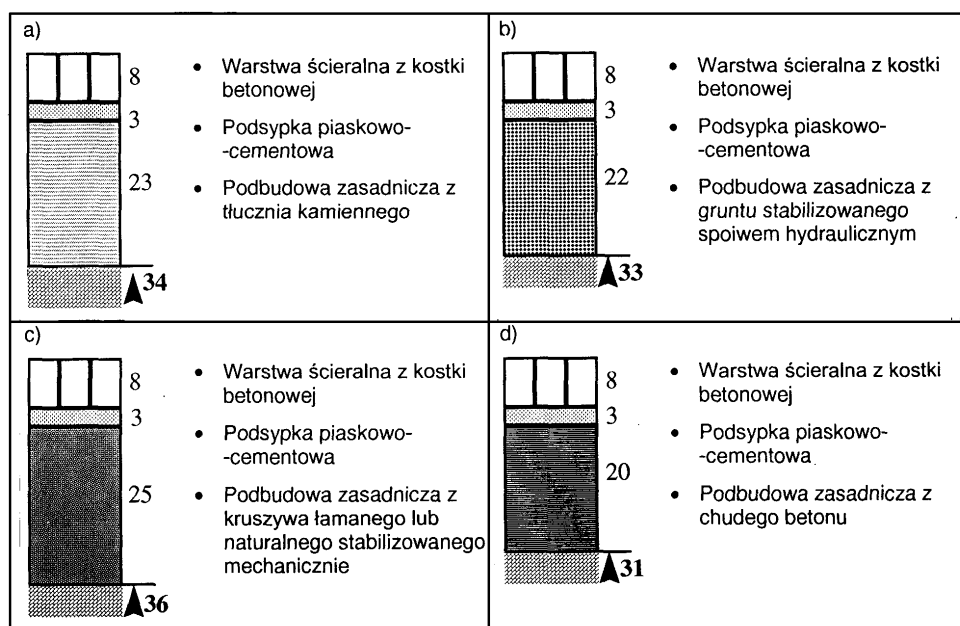 a)
8
3
23
34
• Warstwa ścieralna z kostki
betonowej
• Podsypka piaskowo-
-cementowa
• Podbudowa zasadnicza z
tłucznia kamiennego
b)
8
3
22
33
• Warstwa ścieralna z kostki
betonowej
• Podsypka piaskowo-
-cementowa
• Podbudowa zasadnicza z
gruntu stabilizowanego
spoiwem hydraulicznym
c)
8
3
25
36
• Warstwa ścieralna z kostki
betonowej
• Podsypka piaskowo-
-cementowa
• Podbudowa zasadnicza z
kruszywa łamanego lub
naturalnego stabilizowanego
mechanicznie
d)
8
3
20
31
• Warstwa ścieralna z kostki
betonowej
• Podsypka piaskowo-
-cementowa
• Podbudowa zasadnicza z
chudego betonu